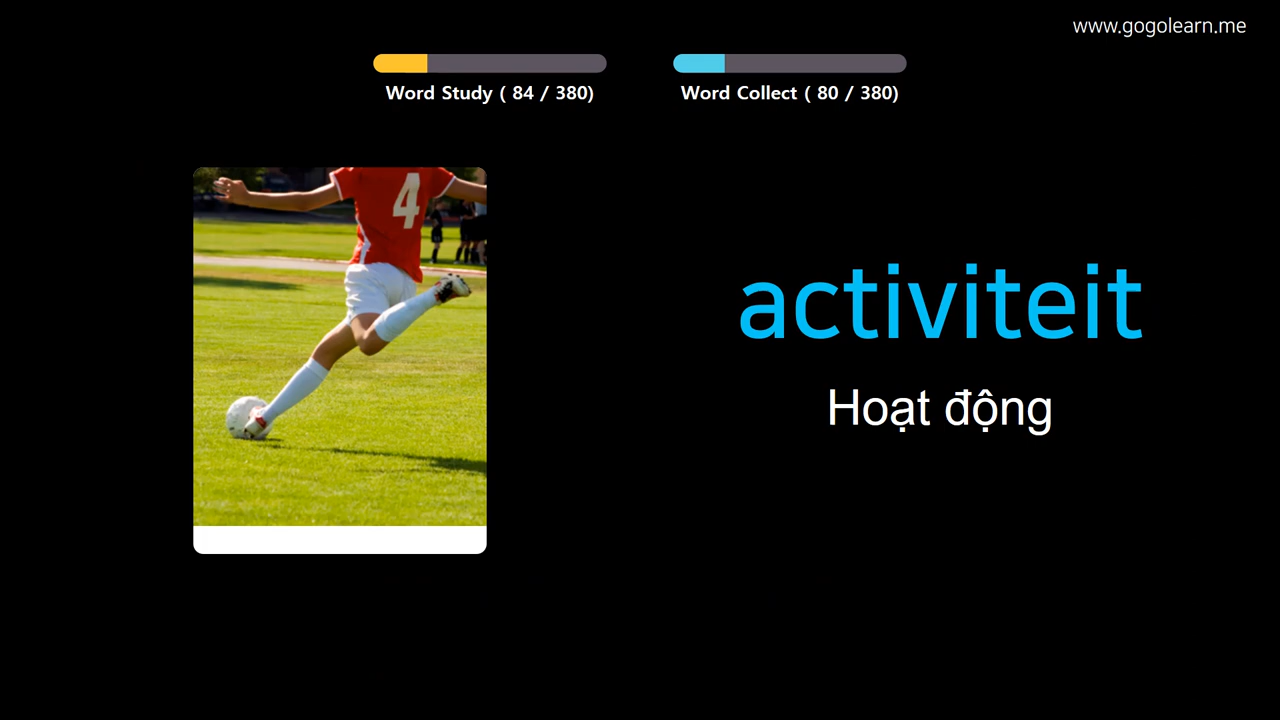 www.gogolearn.me
Word Study ( 84 / 380)
Word Collect ( 80 / 380)
4
activiteit
Hoạt động